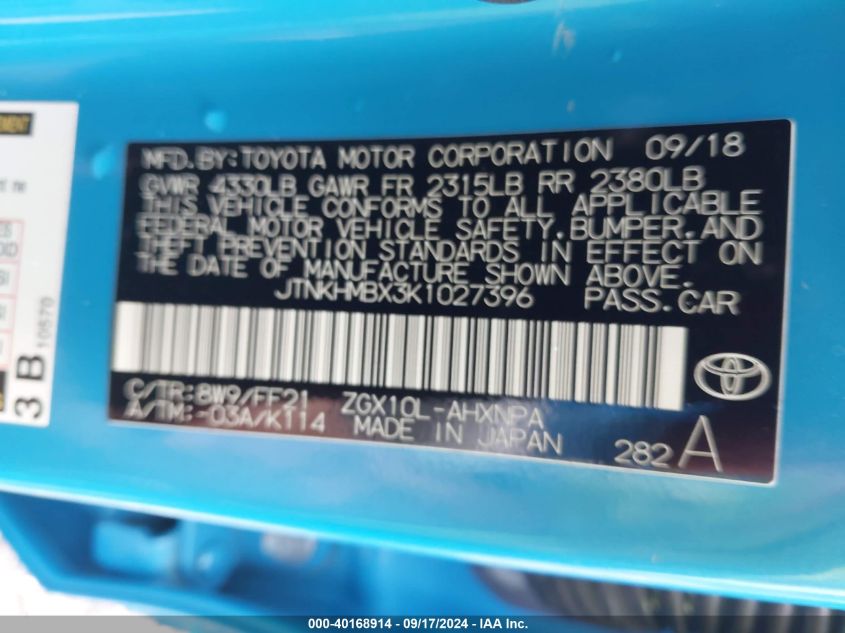 MFD.BY:TOYOTA MOTOR CORPORATION 09/18
GVWR 4330LB GAWR FR 2315LB RR 2380LB
THIS VEHICLE CONFORMS TO ALL APPLICABLE
FEDERAL MOTOR VEHICLE SAFETY,BUMPER,AND
THEFT PREVENTION STANDARDS IN EFFECT ON
THE DATE OF MANUFACTURE SHOWN ABOVE.
JTNKHMBX3K1027396 PASS.CAR
C/TR:8W9/FF21 ZGX10L-AHXNPA
A/TM:-03A/K114 MADE IN JAPAN
282 A
3 B 10570
000-40168914 - 09/17/2024 - IAA, Inc.